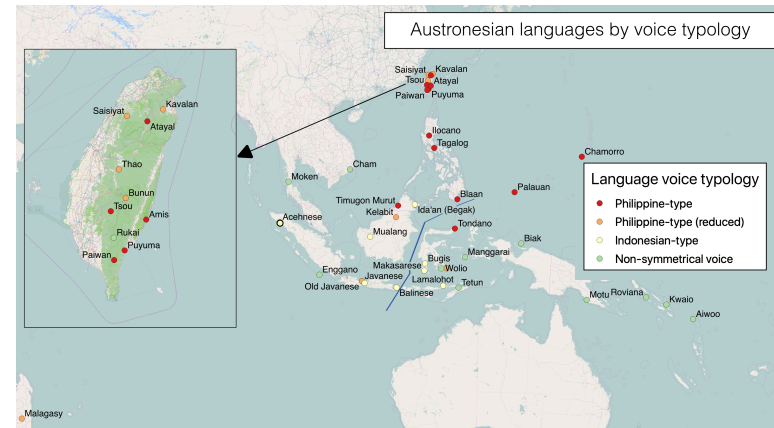 Austronesian languages by voice typology
Saisiyat
Kavalan
Tsou
Atayal
Paiwan
Puyuma
Saisiyat
Kavalan
Atayal
Thao
Bunun
Tsou
Amis
Rukai
Puyuma
Paiwan
Ilocano
Tagalog
Chamorro
Cham
Moken
Language voice typology
Philippine-type
Philippine-type (reduced)
Indonesian-type
Non-symmetrical voice
Blaan
Palauan
Timugon Murut
Ida'an (Begak)
Kelabit
Acehnese
Tondano
Mualang
Biak
Manggarai
Bugis
Makasarese
Wolio
Enggano
Javanese
Lamalohot
Tetun
Old Javanese
Balinese
Motu
Roviana
Kwaio
Aiwoo
Malagasy